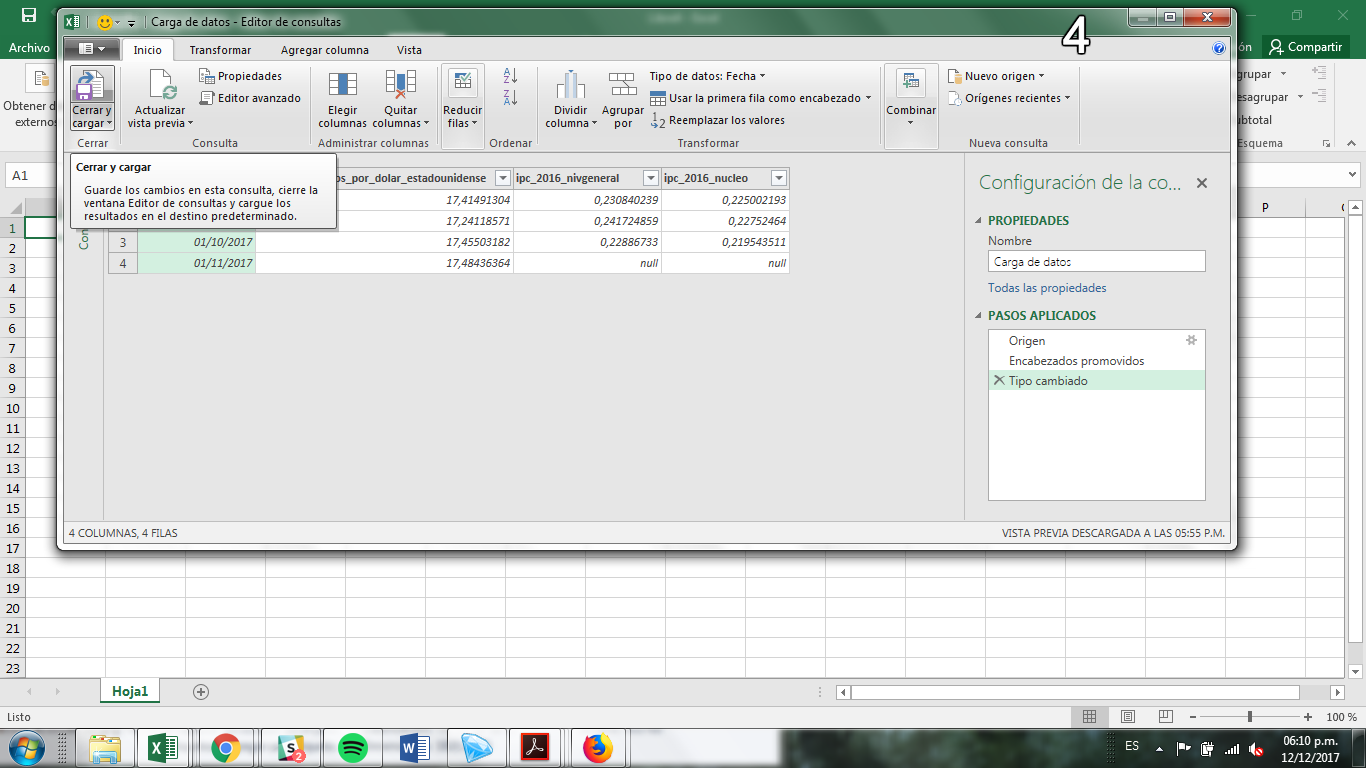 Carga de datos - Editor de consultas
4
Archivo
Inicio
Transformar
Agregar columna
Vista
Compartir
Obtener d
externos
Cerrar y
cargar
Actualizar
vista previa
Propiedades
Editor avanzado
Elegir
columnas
Quitar
columnas
Reducir
filas
Dividir
columna
Agrupar
por
Tipo de datos: Fecha
Usar la primera fila como encabezado
Reemplazar los valores
Combinar
Nuevo origen
Orígenes recientes
grupar
esagrupar
ubtotal
Cerrar
Consulta
Administrar columnas
Ordenar
Transformar
Nueva consulta
Esquema
A1
Cerrar y cargar
Guarde los cambios en esta consulta, cierre la
ventana Editor de consultas y cargue los
resultados en el destino predeterminado.
os_por_dolar_estadounidense ipc_2016_nivgeneral ipc_2016_nucleo
17,41491304 0,230840239 0,225002193
17,24118571 0,241724859 0,22752464
3 01/10/2017 17,45503182 0,22886733 0,219543511
4 01/11/2017 17,48436364 null null
Con
Configuración de la co...
PROPIEDADES
Nombre
Carga de datos
Todas las propiedades
PASOS APLICADOS
Origen
Encabezados promovidos
Tipo cambiado
4 COLUMNAS, 4 FILAS
VISTA PREVIA DESCARGADA A LAS 05:55 P.M.
P
1
2
3
4
5
6
7
8
9
10
11
12
13
14
15
16
17
18
19
20
21
22
23
Hoja1
Listo
100 %
ES
06:10 p.m.
12/12/2017